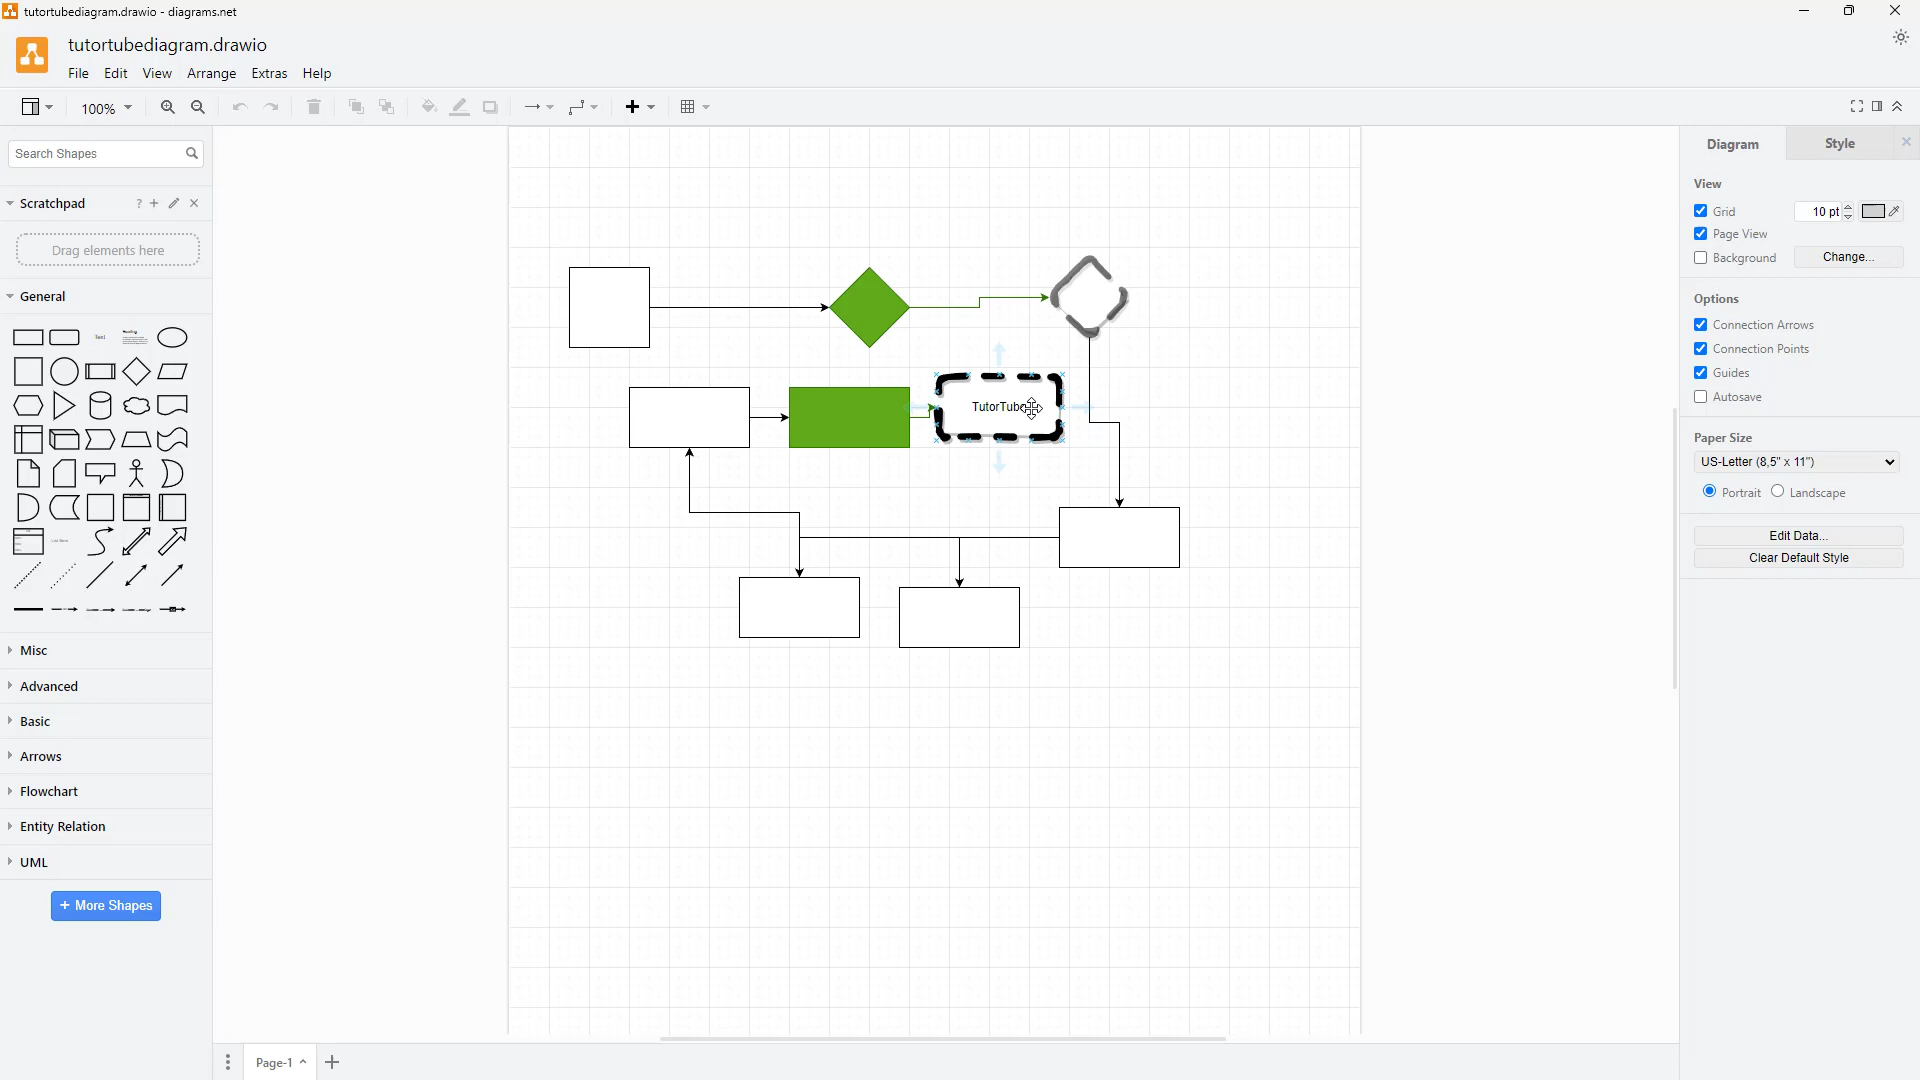 tutortubediagram.drawio - diagrams.net
tutortubediagram.drawio
File Edit View Arrange Extras Help
100%
Search Shapes
Scratchpad ?
Drag elements here
General
Text
Heading
Misc
Advanced
Basic
Arrows
Flowchart
Entity Relation
UML
+ More Shapes
TutorTube
Page-1
Diagram Style
View
Grid 10 pt
Page View
Background Change...
Options
Connection Arrows
Connection Points
Guides
Autosave
Paper Size
US-Letter (8,5" x 11")
Portrait Landscape
Edit Data...
Clear Default Style